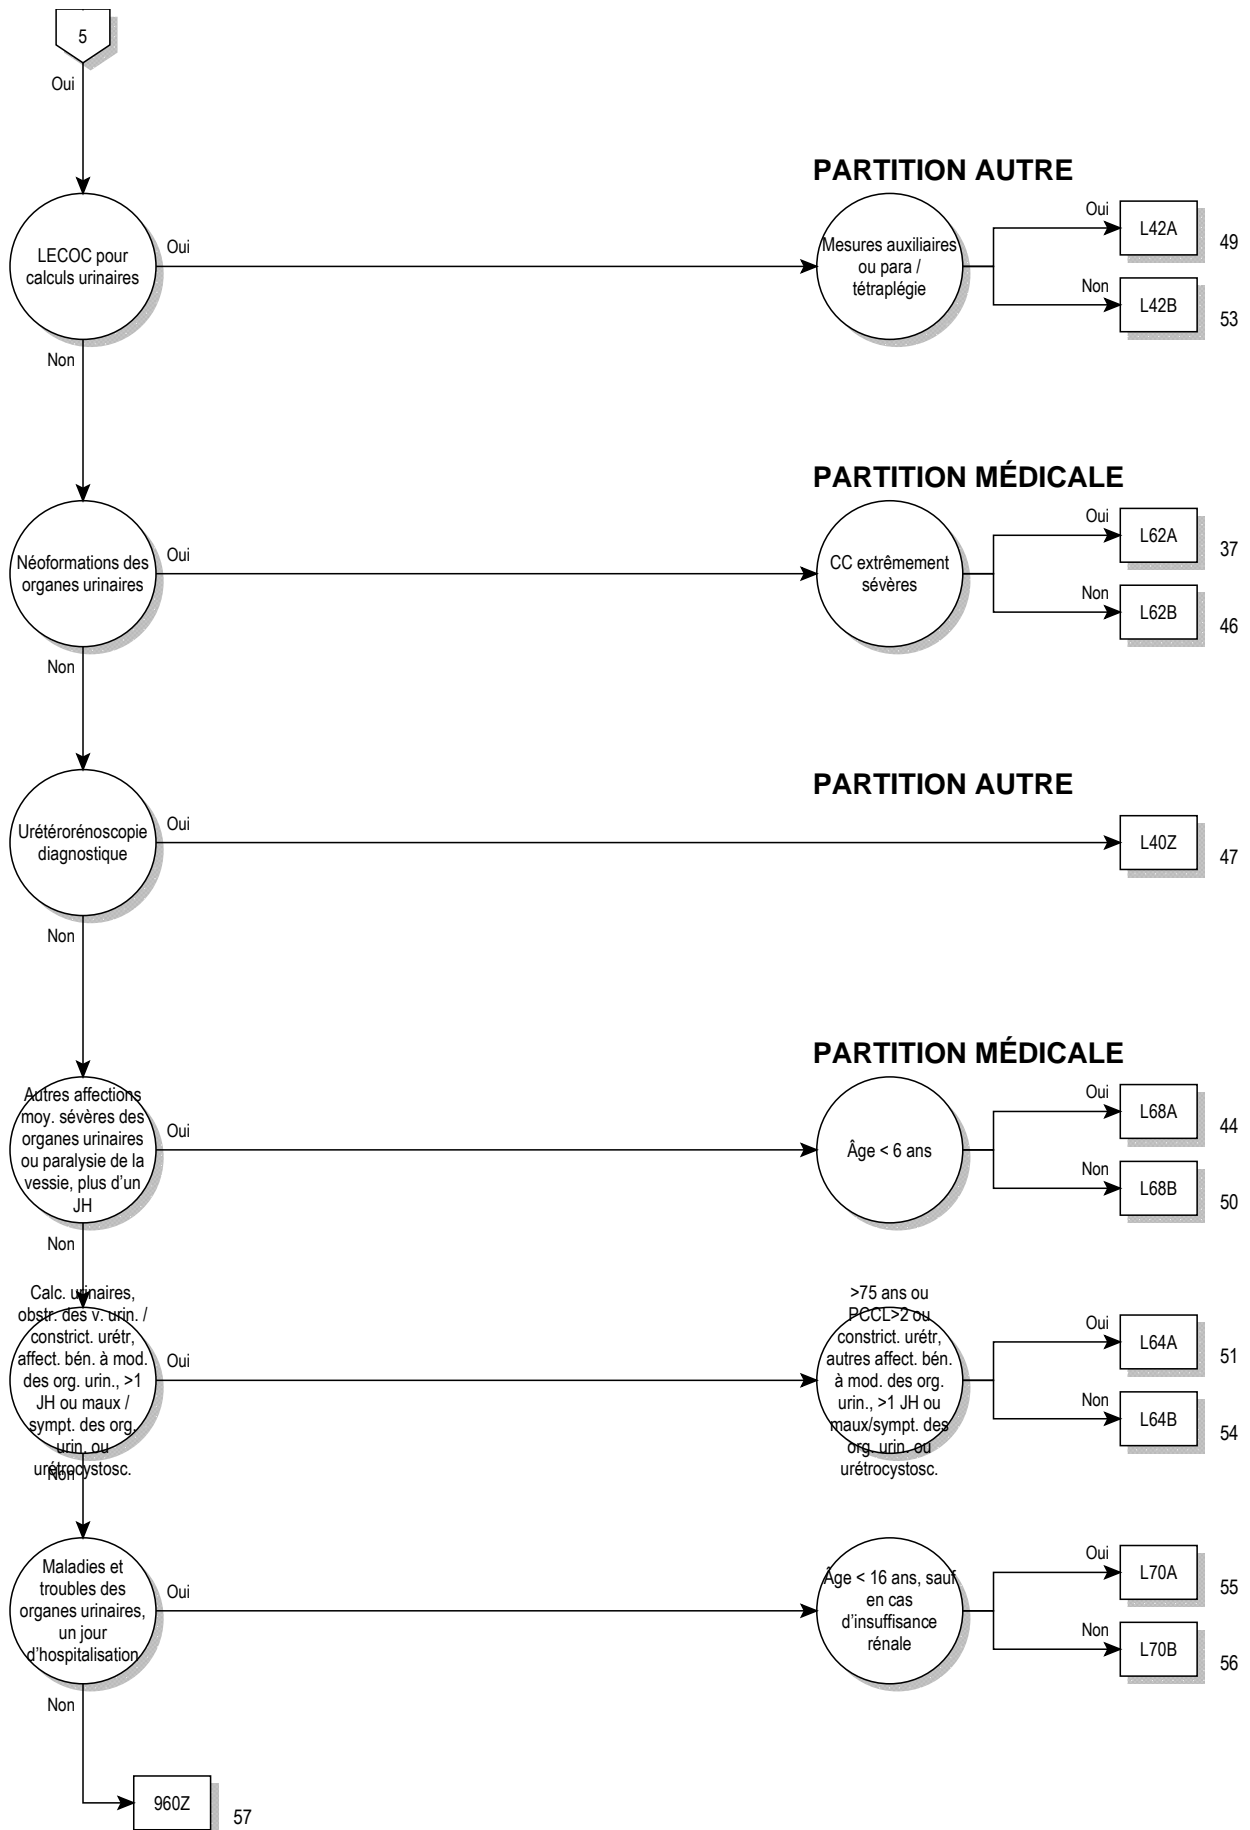 5
Oui
PARTITION AUTRE
LECOC pour
calculs urinaires
Oui
Mesures auxiliaires
ou para /
tétraplégie
Oui
L42A
49
Non
L42B
53
Non
PARTITION MÉDICALE
Néoformations des
organes urinaires
Oui
CC extrêmement
sévères
Oui
L62A
37
Non
L62B
46
Non
PARTITION AUTRE
Urétérorénoscopie
diagnostique
Oui
L40Z
47
Non
PARTITION MÉDICALE
Autres affections
moy. sévères des
organes urinaires
ou paralysie de la
vessie, plus d'un
JH
Oui
Âge < 6 ans
Oui
L68A
44
Non
L68B
50
Non
Calc. urinaires,
obstr. des v. urin. /
constrict. urétr,
affect. bén. à mod.
des org. urin., >1
JH ou maux /
sympt. des org.
urin. ou
urétrocystosc.
Oui
>75 ans ou
PCCL>2 ou
constrict. urétr,
autres affect. bén.
à mod. des org.
urin., >1 JH ou
maux/sympt. des
org. urin. ou
urétrocystosc.
Oui
L64A
51
Non
L64B
54
Non
Maladies et
troubles des
organes urinaires,
un jour
d'hospitalisation
Oui
Âge < 16 ans, sauf
en cas
d'insuffisance
rénale
Oui
L70A
55
Non
L70B
56
Non
960Z
57